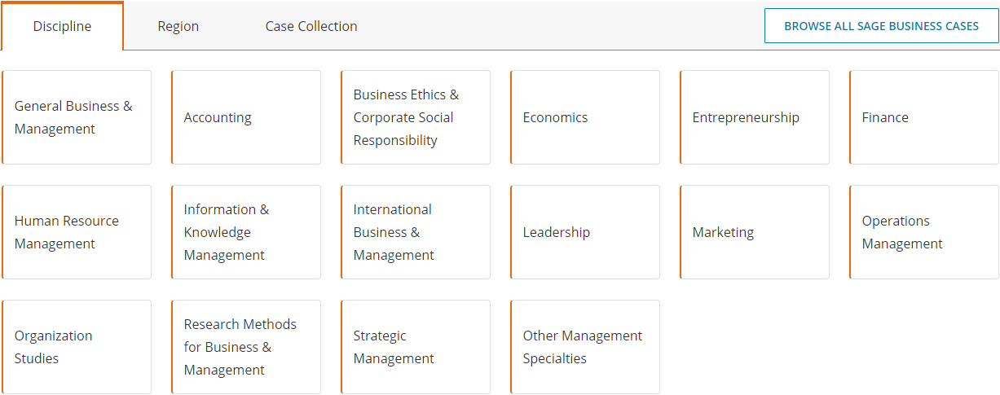 Discipline
Region
Case Collection
BROWSE ALL SAGE BUSINESS CASES
General Business &
Management
Accounting
Business Ethics &
Corporate Social
Responsibility
Economics
Entrepreneurship
Finance
Human Resource
Management
Information &
Knowledge
Management
International
Business &
Management
Leadership
Marketing
Operations
Management
Organization
Studies
Research Methods
for Business &
Management
Strategic
Management
Other Management
Specialties